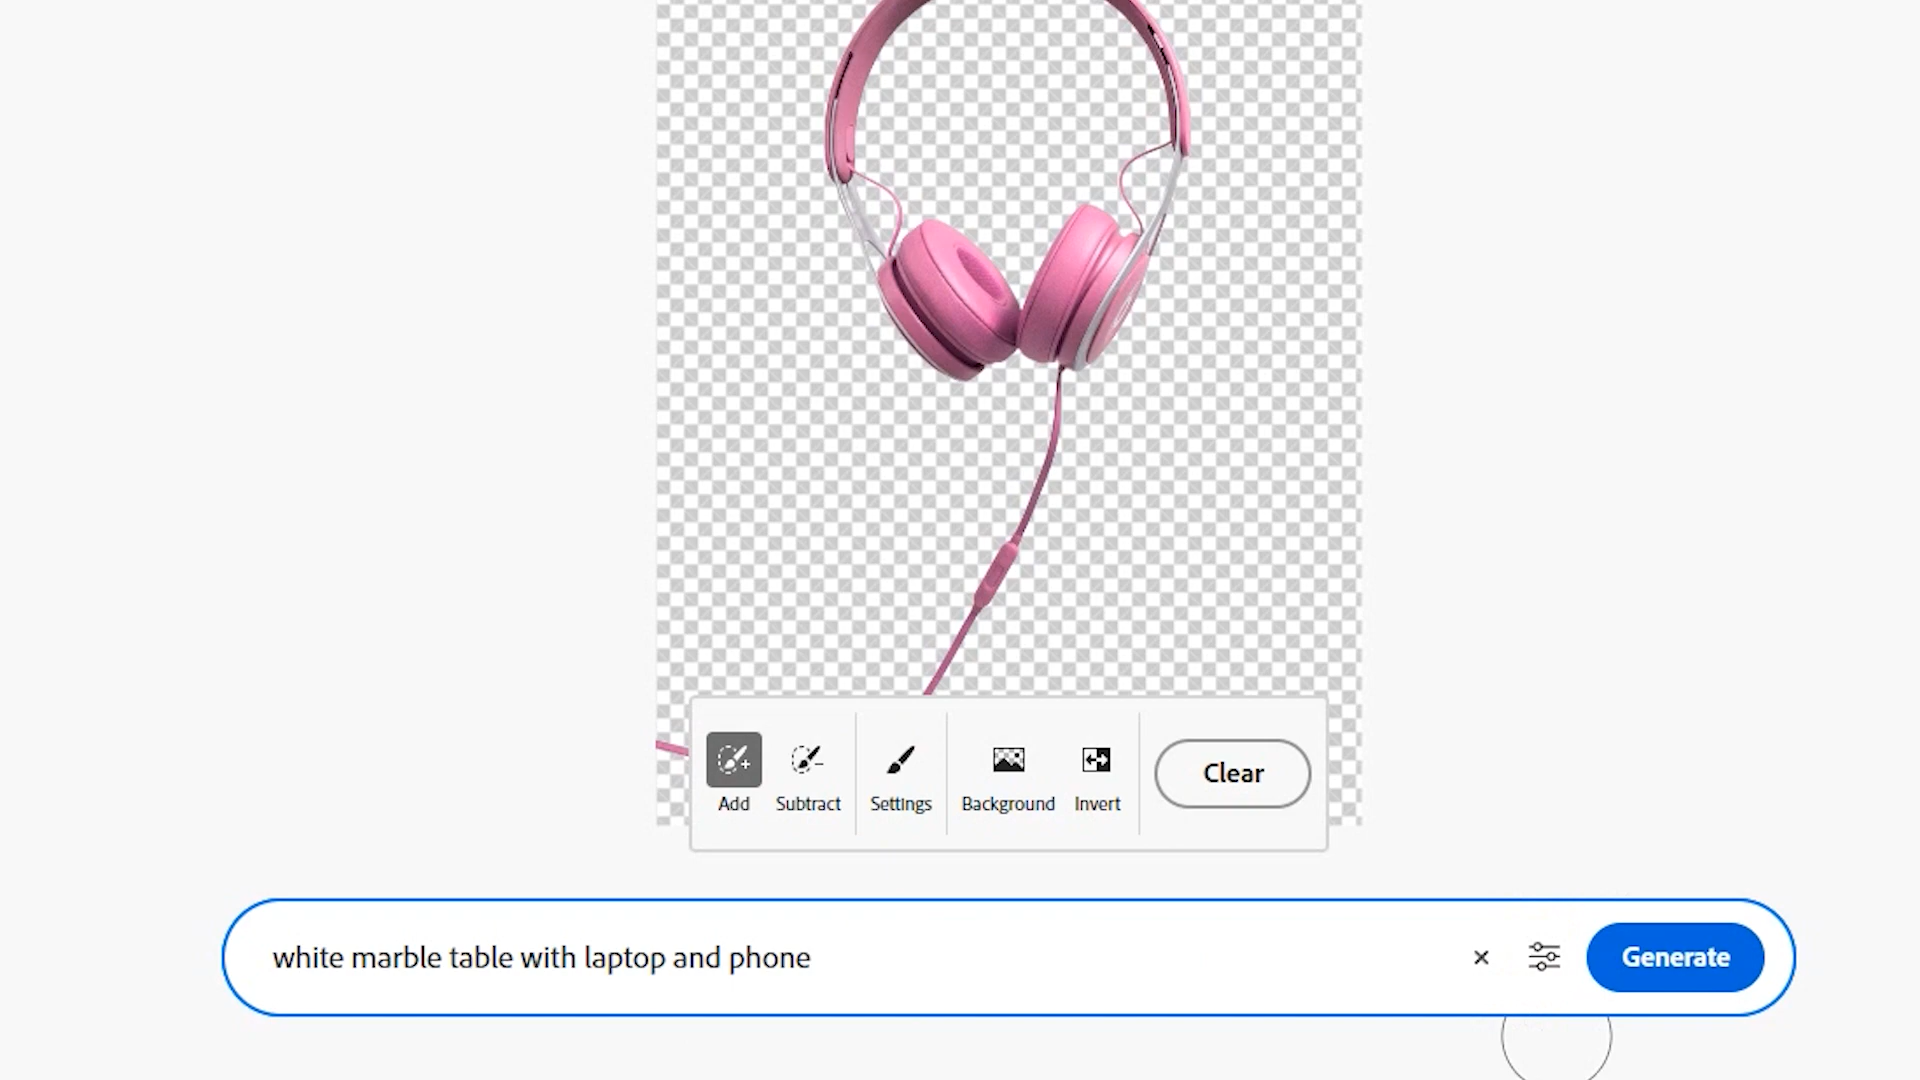 Add
Subtract
Settings
Background
Invert
Clear
white marble table with laptop and phone
Generate